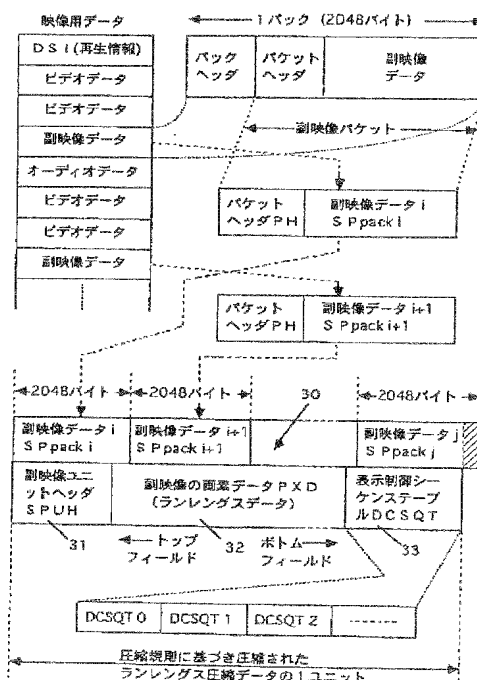 映像用データ
1パック (2048バイト)
DSI(再生情報)
ビデオデータ
ビデオデータ
副映像データ
オーディオデータ
ビデオデータ
ビデオデータ
副映像データ
パック
ヘッダ
パケット
ヘッダ
副映像
データ
副映像パケット
パケット
ヘッダPH
副映像データi
SPpack i
パケット
ヘッダPH
副映像データi+1
SPpack i+1
2048バイト
2048バイト
30
2048バイト
副映像データi
SPpack i
副映像データi+1
SPpack i+1
副映像データj
SPpack j
副映像ユニ
ットヘッダ
SPUH
副映像の画素データPXD
(ランレングスデータ)
表示制御シー
ケンステーブ
ルDCSQT
31
トップ
フィールド
32
ボトム
フィールド
33
DCSQT 0
DCSQT 1
DCSQT 2
圧縮規則に基づき圧縮された
ランレングス圧縮データの1ユニット